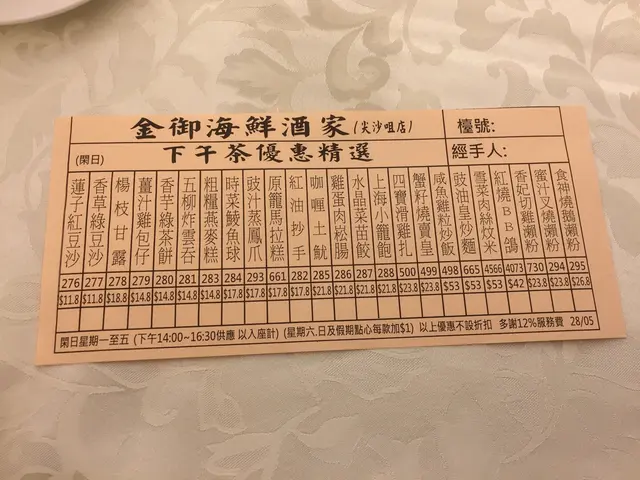 金御海鮮酒家(尖沙咀店)
檯號:
(閑日)
下午茶優惠精選
經手人:
蓮子紅豆沙
香草綠豆沙
楊枝甘露
薑汁雞包仔
香芋綠茶餅
五柳炸雲吞
粗糧燕麥糕
時菜鯪魚球
豉汁蒸鳳爪
原籠馬拉糕
紅油抄手
咖喱土魷
雞蛋肉崧腸
水晶菜苗餃
上海小籠飽
四寶滑雞扎
蟹籽燒賣皇
咸魚雞粒炒飯
豉油皇炒麵
雪菜肉絲炆米
紅燒BB鴿
香妃切雞瀨粉
蜜汁叉燒瀨粉
食神燒鵝瀨粉
276 277 278 279 280 281 283 284 293 661 282 285 286 287 288 500 499 498 665 4566 4073 730 294 295
$11.8 $11.8 $18.8 $14.8 $14.8 $14.8 $14.8 $17.8 $17.8 $17.8 $17.8 $21.8 $21.8 $21.8 $21.8 $23.8 $23.8 $53 $53 $53 $42 $23.8 $23.8 $26.8
閑日星期一至五 (下午14:00~16:30供應 以入座計) (星期六.日及假期點心每款加$1) 以上優惠不設折扣 多謝12%服務費 28/05